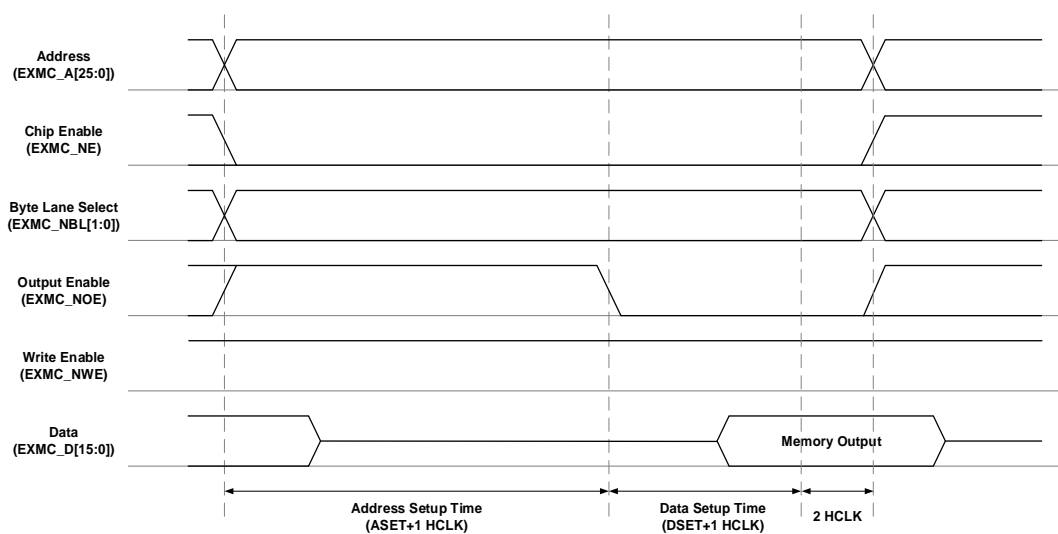 Address
(EXMC_A[25:0])
Chip Enable
(EXMC_NE)
Byte Lane Select
(EXMC_NBL[1:0])
Output Enable
(EXMC_NOE)
Write Enable
(EXMC_NWE)
Data
(EXMC_D[15:0])
Memory Output
Address Setup Time
(ASET+1 HCLK)
Data Setup Time
(DSET+1 HCLK)
2 HCLK